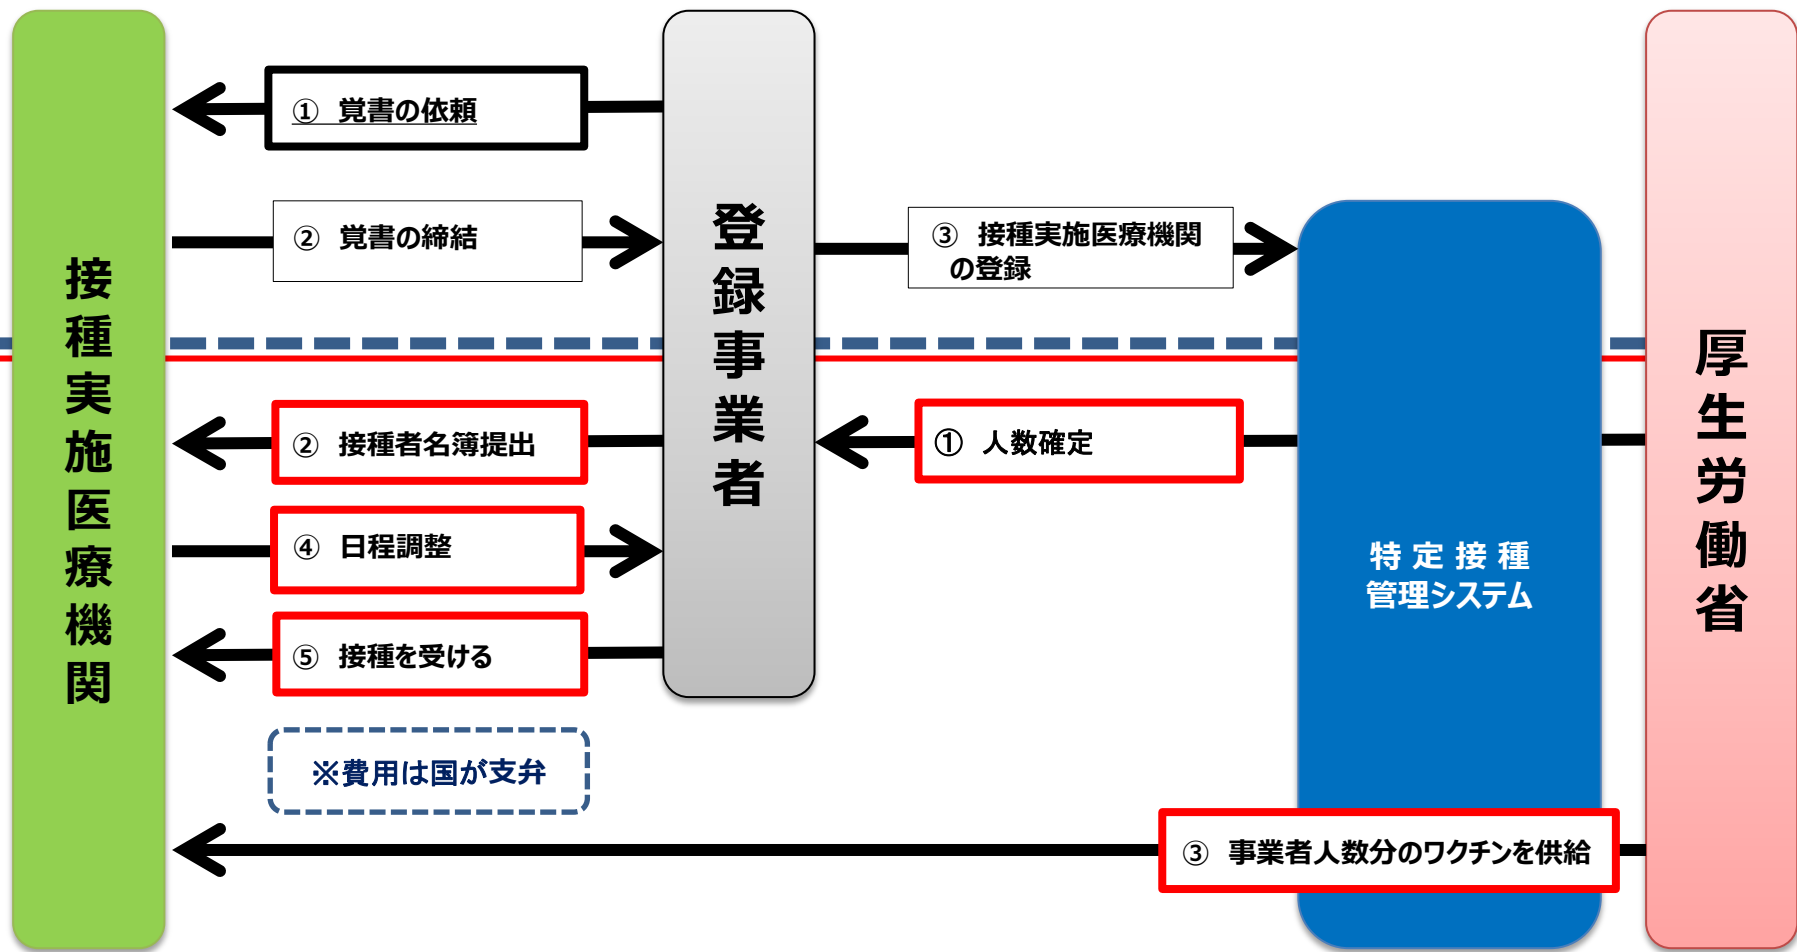 接種実施医療機関
登録事業者
厚生労働省
① 覚書の依頼
② 覚書の締結
③ 接種実施医療機関
の登録
② 接種者名簿提出
① 人数確定
④ 日程調整
特定接種
管理システム
⑤ 接種を受ける
※費用は国が支弁
③ 事業者人数分のワクチンを供給